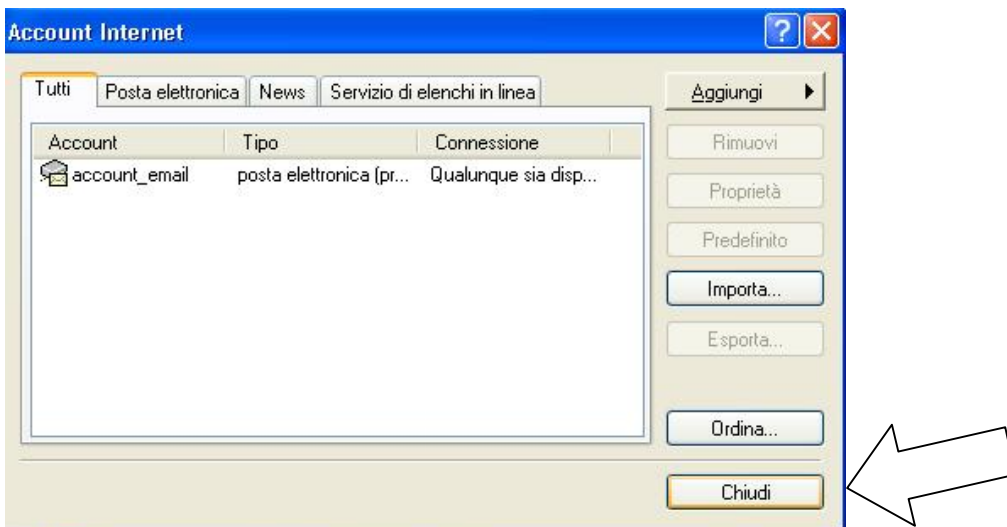 Account Internet
Tutti Posta elettronica News Servizio di elenchi in linea
Aggiungi
Account Tipo Connessione
Rimuovi
account_email posta elettronica (pr... Qualunque sia disp...
Proprietà
Predefinito
Importa...
Esporta...
Ordina...
Chiudi